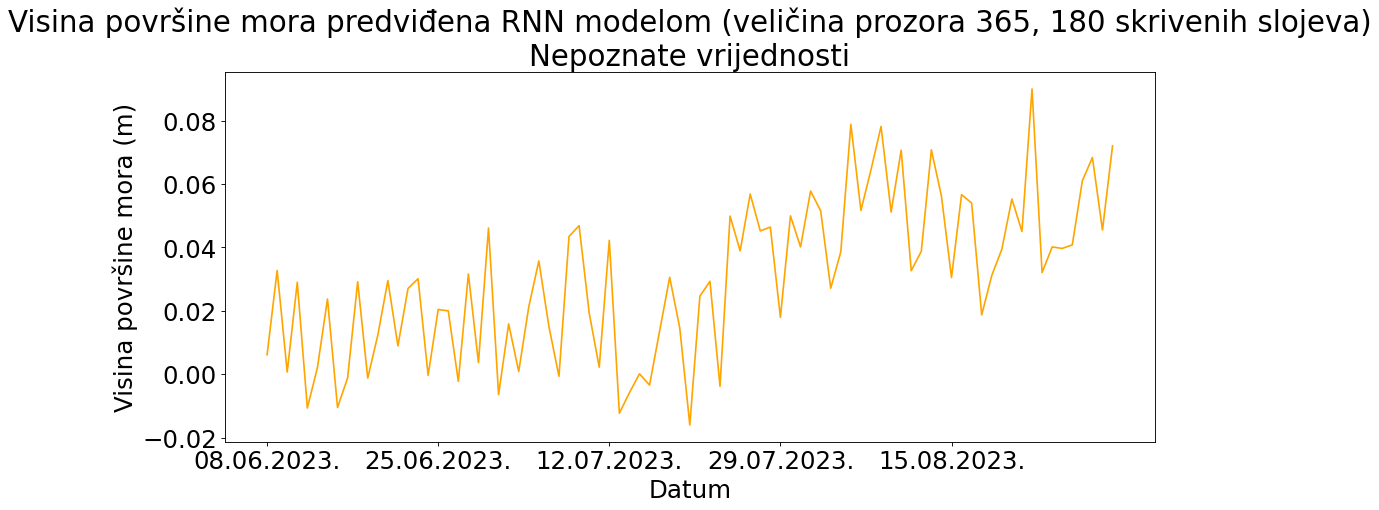 Visina površine mora predviđena RNN modelom (veličina prozora 365, 180 skrivenih slojeva)
Nepoznate vrijednosti
Visina površine mora (m)
0.08
0.06
0.04
0.02
0.00
−0.02
08.06.2023. 25.06.2023. 12.07.2023. 29.07.2023. 15.08.2023.
Datum